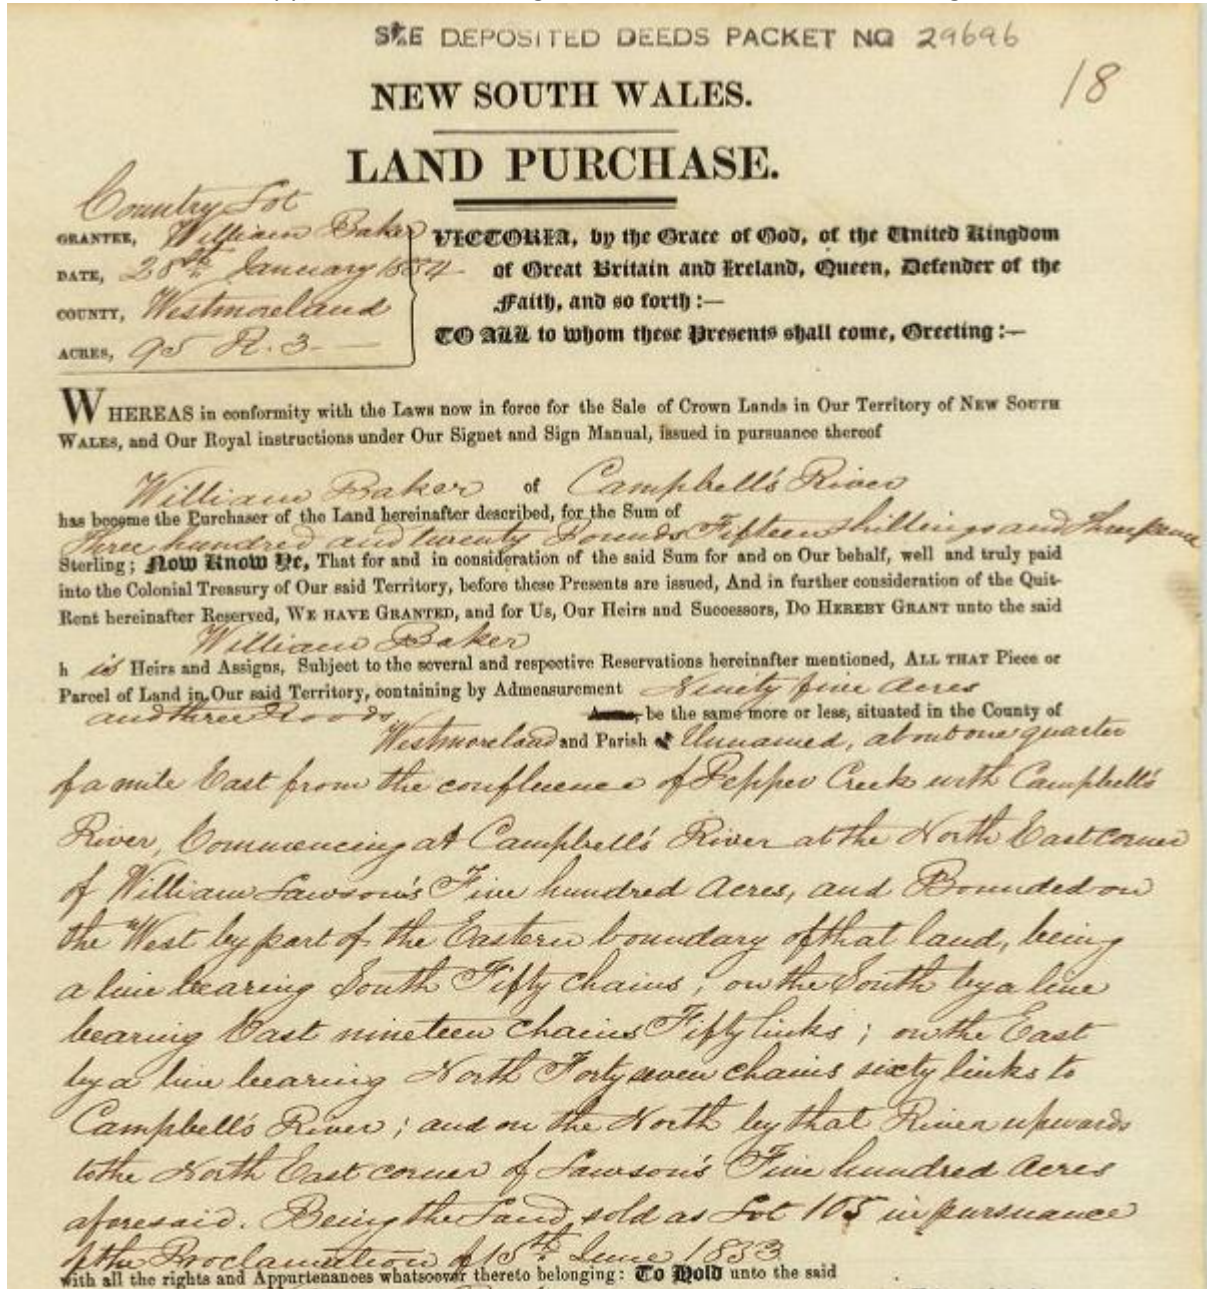 SEE DEPOSITED DEEDS PACKET NO 29696
18
NEW SOUTH WALES.
LAND PURCHASE.
Country Lot
GRANTEE, William Baker
DATE, 28th January 1854
COUNTY, Westmoreland
ACRES, 95 R. 3
VICTORIA, by the Grace of God, of the United Kingdom
of Great Britain and Ireland, Queen, Defender of the
Faith, and so forth:—
TO ALL to whom these Presents shall come, Greeting:—
WHEREAS in conformity with the Laws now in force for the Sale of Crown Lands in Our Territory of NEW SOUTH
WALES, and Our Royal instructions under Our Signet and Sign Manual, issued in pursuance thereof
William Baker of Campbell's River
has become the Purchaser of the Land hereinafter described, for the Sum of
Three hundred and twenty Pounds Fifteen shillings and Three pence
Sterling; Now Know Ye, That for and in consideration of the said Sum for and on Our behalf, well and truly paid
into the Colonial Treasury of Our said Territory, before these Presents are issued, And in further consideration of the Quit-
Rent hereinafter Reserved, WE HAVE GRANTED, and for Us, Our Heirs and Successors, DO HEREBY GRANT unto the said
William Baker
h is Heirs and Assigns, Subject to the several and respective Reservations hereinafter mentioned, ALL THAT Piece or
Parcel of Land in Our said Territory, containing by Admeasurement Ninety five Acres
and three Roods be the same more or less, situated in the County of
Westmoreland and Parish of Unnamed, about one quarter
of a mile East from the confluence of Pepper Creek with Campbell's
River, Commencing at Campbell's River at the North East corner
of William Lawson's Five hundred Acres, and Bounded on
the West by part of the Eastern boundary of that land, being
a line bearing South Fifty chains; on the South by a line
bearing East nineteen chains Fifty links; on the East
by a line bearing North Forty seven chains sixty links to
Campbell's River; and on the North by that River upwards
to the North East corner of Lawson's Five hundred Acres
aforesaid. Being the Land sold as Lot 105 in pursuance
of the Proclamation of 15th June 1833
with all the rights and Appurtenances whatsoever thereto belonging: To Hold unto the said